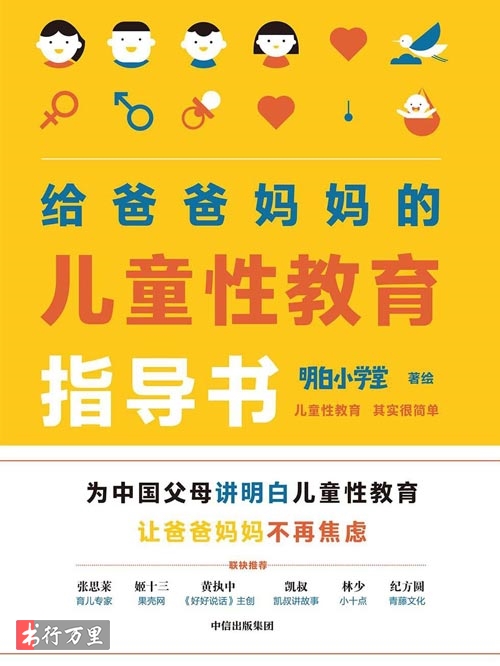 给爸爸妈妈的
儿童性教育
指导书
明白小学堂 著绘
儿童性教育 其实很简单
为中国父母讲明白儿童性教育
让爸爸妈妈不再焦虑
联袂推荐
张思莱 姬十三 黄执中 凯叔 林少 纪方圆
育儿专家 果壳网 《好好说话》主创 凯叔讲故事 小十点 青藤文化
中信出版集团
书行万里